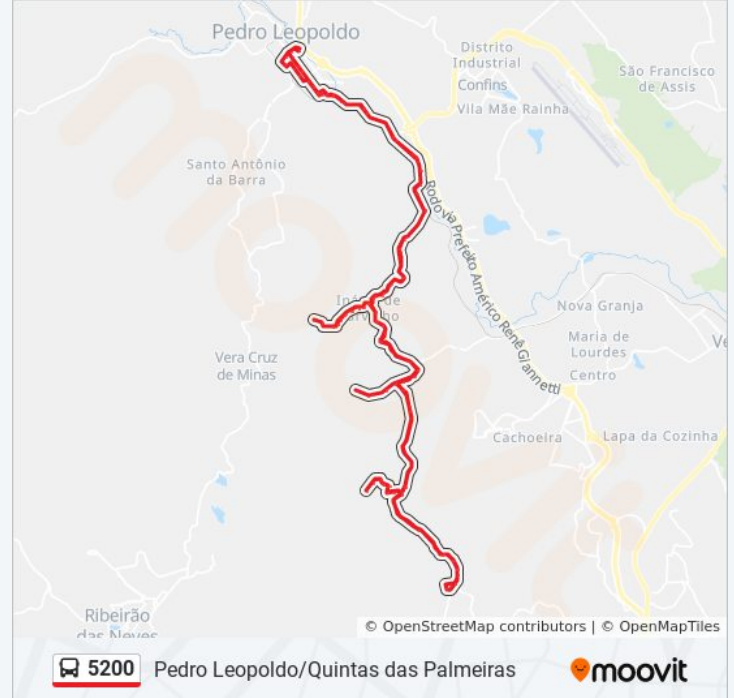 Pedro Leopoldo
Distrito
Industrial
Confins
São Francisco
de Assis
Vila Mãe Rainha
Santo Antônio
da Barra
Rodovia Prefeito Américo Renê Giannetti
Nova Granja
Vera Cruz
de Minas
Maria de
Lourdes
Centro
Cachoeira
Lapa da Cozinha
Ribeirão
das Neves
moovit
© OpenStreetMap contributors | © OpenMapTiles
5200 Pedro Leopoldo/Quintas das Palmeiras
moovit